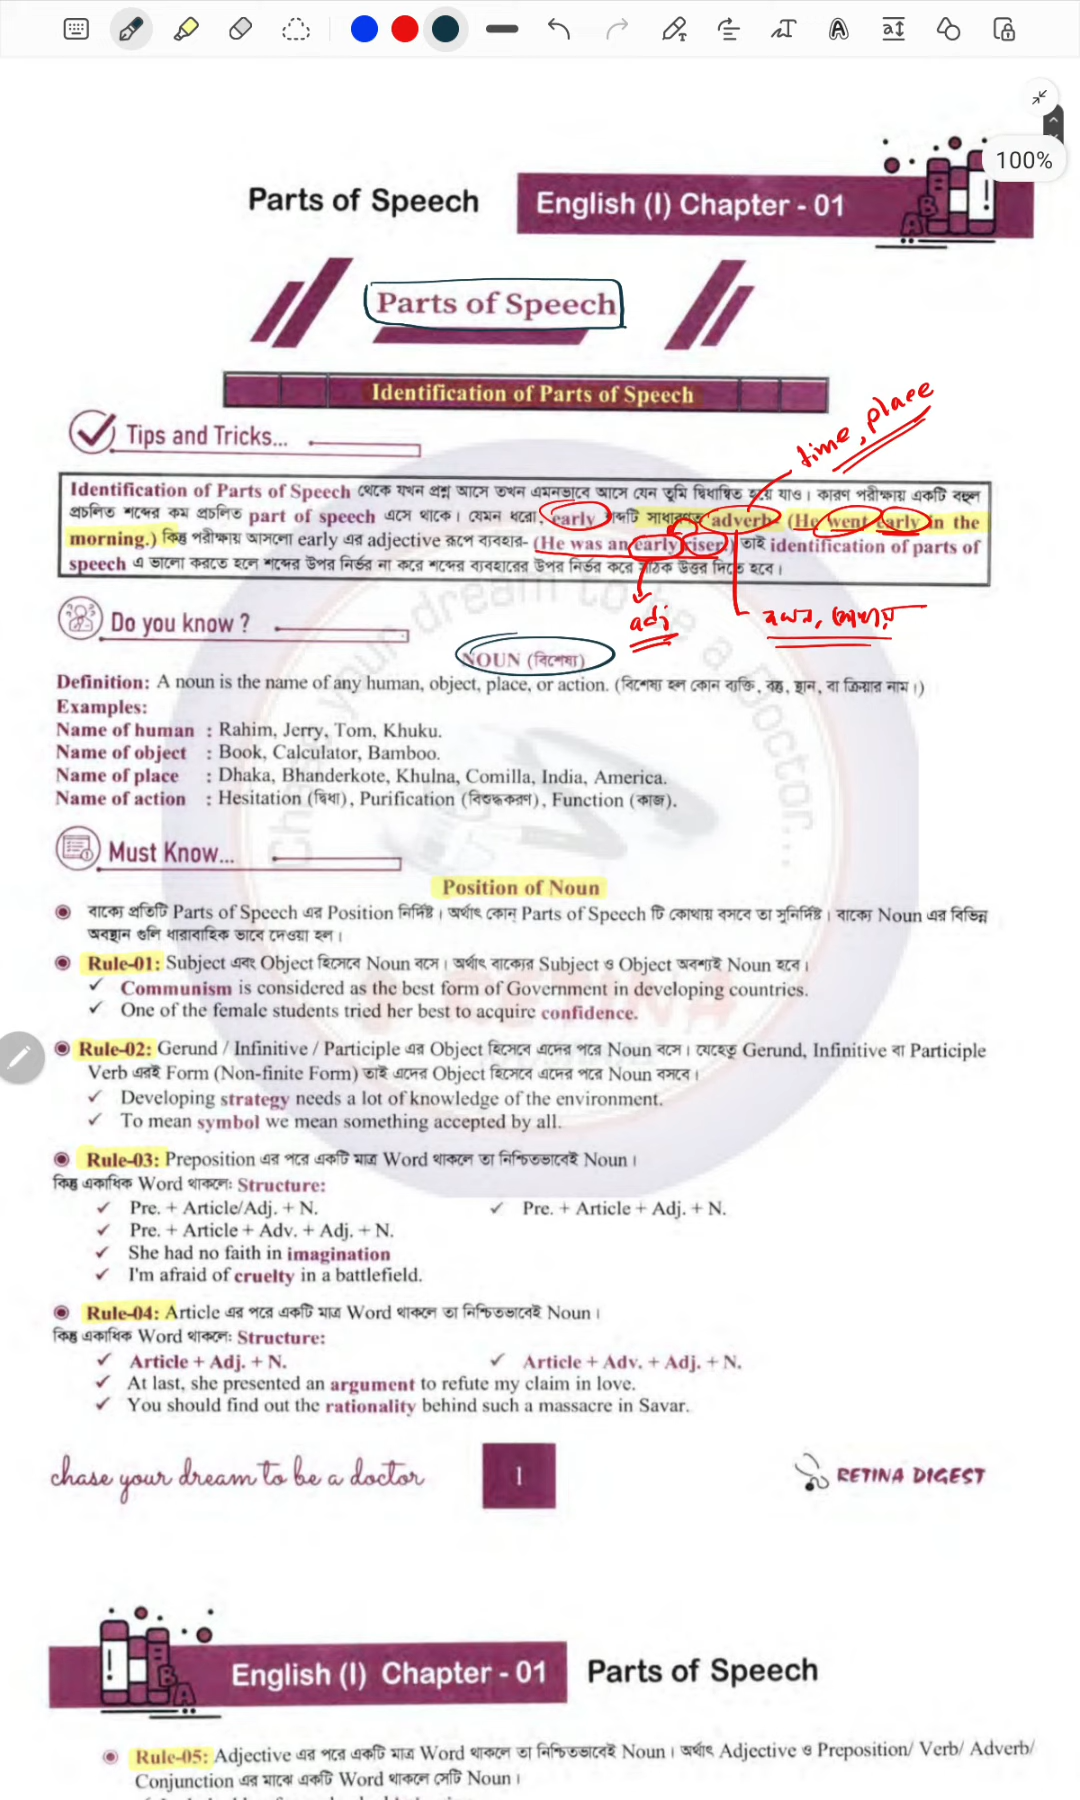 100%
Parts of Speech
English (I) Chapter - 01
Parts of Speech
Identification of Parts of Speech
time, place
Tips and Tricks...
Identification of Parts of Speech থেকে যখন প্রশ্ন আসে তখন এমনভাবে আসে যেন তুমি দ্বিধান্বিত হয়ে যাও। কারণ পরীক্ষায় একটি বহুল
প্রচলিত শব্দের কম প্রচলিত part of speech এসে থাকে। যেমন ধরো, early শব্দটি সাধারণত adverb (He went early in the
morning.) কিন্তু পরীক্ষায় আসলো early এর adjective রূপে ব্যবহার- (He was an early riser) তাই identification of parts of
speech এ ভালো করতে হলে শব্দের উপর নির্ভর না করে শব্দের ব্যবহারের উপর নির্ভর করে সঠিক উত্তর দিতে হবে।
adj
Do you know ?
NOUN (বিশেষ্য)
Definition: A noun is the name of any human, object, place, or action. (বিশেষ্য হল কোন ব্যক্তি, বস্তু, স্থান, বা ক্রিয়ার নাম।)
Examples:
Name of human : Rahim, Jerry, Tom, Khuku.
Name of object : Book, Calculator, Bamboo.
Name of place : Dhaka, Bhanderkote, Khulna, Comilla, India, America.
Name of action : Hesitation (দ্বিধা), Purification (বিশুদ্ধকরণ), Function (কাজ).
Must Know...
Position of Noun
বাক্যে প্রতিটি Parts of Speech এর Position নির্দিষ্ট। অর্থাৎ কোন্ Parts of Speech টি কোথায় বসবে তা সুনির্দিষ্ট। বাক্যে Noun এর বিভিন্ন
অবস্থান গুলি ধারাবাহিক ভাবে দেওয়া হল।
Rule-01: Subject এবং Object হিসেবে Noun বসে। অর্থাৎ বাক্যের Subject ও Object অবশ্যই Noun হবে।
✓ Communism is considered as the best form of Government in developing countries.
✓ One of the female students tried her best to acquire confidence.
Rule-02: Gerund / Infinitive / Participle এর Object হিসেবে এদের পরে Noun বসে। যেহেতু Gerund, Infinitive বা Participle
Verb এরই Form (Non-finite Form) তাই এদের Object হিসেবে এদের পরে Noun বসবে।
✓ Developing strategy needs a lot of knowledge of the environment.
✓ To mean symbol we mean something accepted by all.
Rule-03: Preposition এর পরে একটি মাত্র Word থাকলে তা নিশ্চিতভাবেই Noun।
কিন্তু একাধিক Word থাকলে: Structure:
✓ Pre. + Article/Adj. + N. ✓ Pre. + Article + Adj. + N.
✓ Pre. + Article + Adv. + Adj. + N.
✓ She had no faith in imagination
✓ I'm afraid of cruelty in a battlefield.
Rule-04: Article এর পরে একটি মাত্র Word থাকলে তা নিশ্চিতভাবেই Noun।
কিন্তু একাধিক Word থাকলে: Structure:
✓ Article + Adj. + N. ✓ Article + Adv. + Adj. + N.
✓ At last, she presented an argument to refute my claim in love.
✓ You should find out the rationality behind such a massacre in Savar.
chase your dream to be a doctor
1
RETINA DIGEST
English (I) Chapter - 01
Parts of Speech
Rule-05: Adjective এর পরে একটি মাত্র Word থাকলে তা নিশ্চিতভাবেই Noun। অর্থাৎ Adjective ও Preposition/ Verb/ Adverb/
Conjunction এর মাঝে একটি Word থাকলে সেটি Noun।